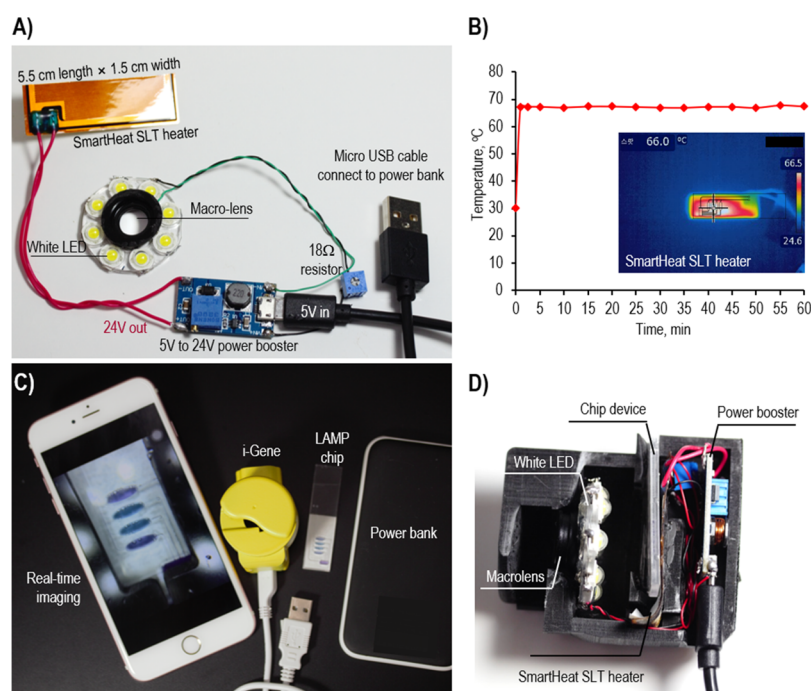 A)
5.5 cm length × 1.5 cm width
SmartHeat SLT heater
Micro USB cable
connect to power bank
Macro-lens
White LED
18Ω
resistor
24V out
5V in
5V to 24V power booster
B)
Temperature, ºC
80
70
60
50
40
30
20
10
0
0
5
10
15
20
25
30
35
40
45
50
55
60
Time, min
스팟
66.0
ºC
66.5
24.6
SmartHeat SLT heater
C)
i-Gene
LAMP
chip
Power bank
Real-time
imaging
D)
Chip device
Power booster
White LED
Macrolens
SmartHeat SLT heater